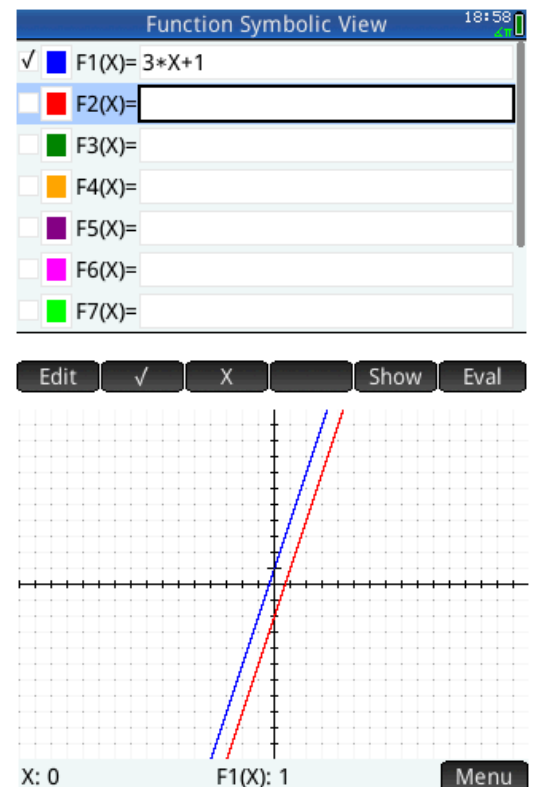 Function Symbolic View 18:58
∡π
√ F1(X)= 3*X+1
F2(X)=
F3(X)=
F4(X)=
F5(X)=
F6(X)=
F7(X)=
Edit √ X Show Eval
X: 0 F1(X): 1 Menu